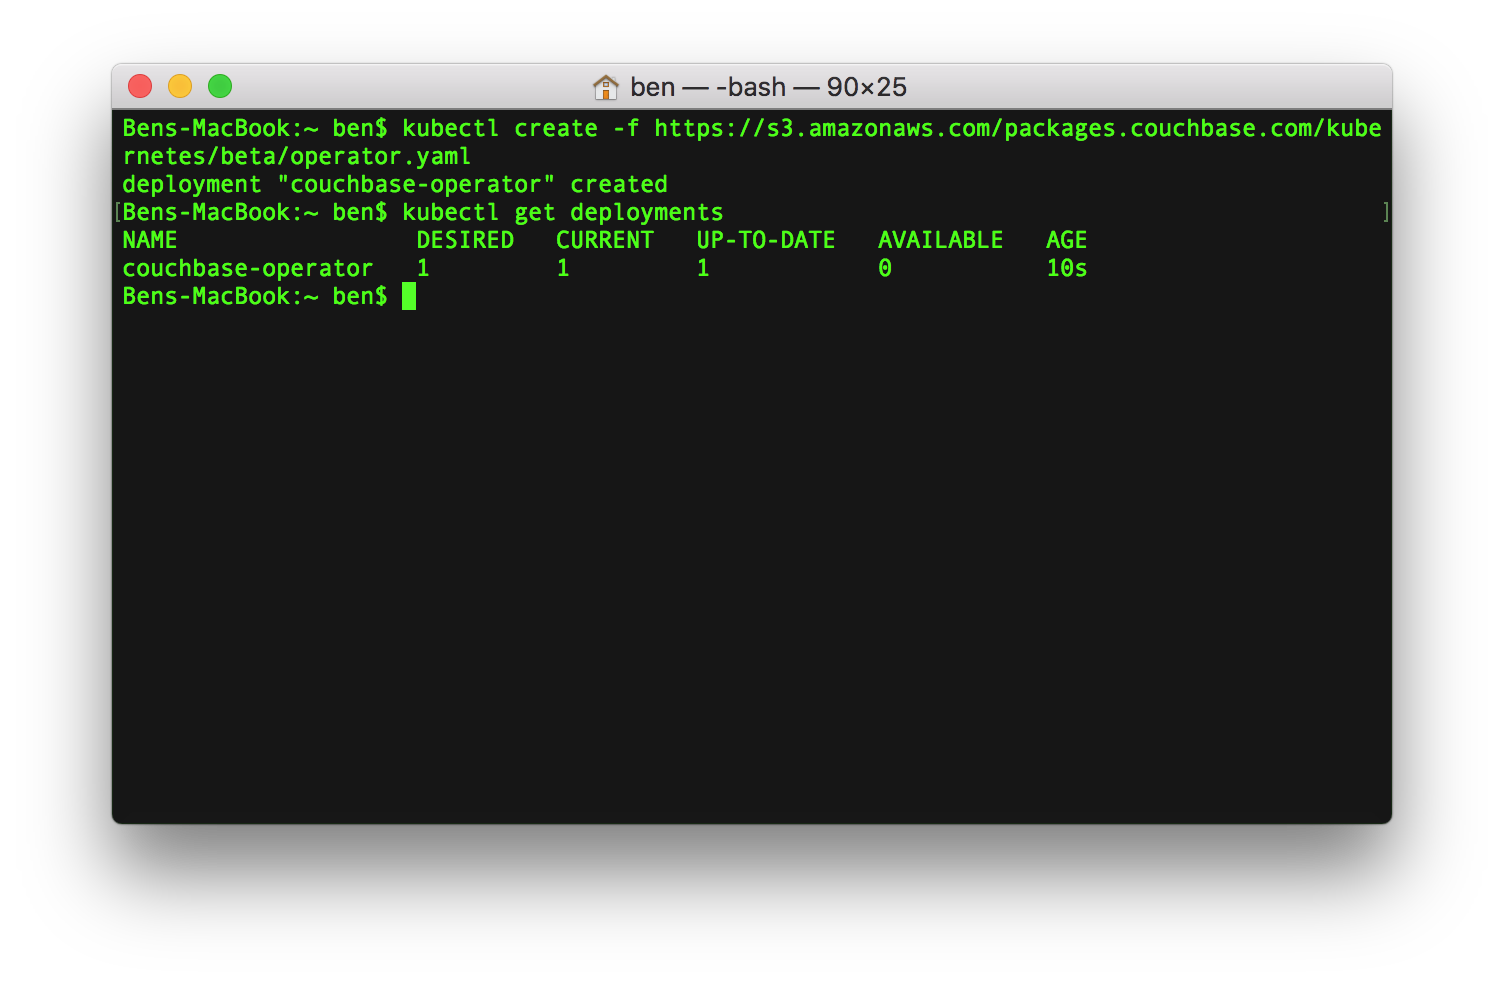 ben — -bash — 90×25
Bens-MacBook:~ ben$ kubectl create -f https://s3.amazonaws.com/packages.couchbase.com/kube
rnetes/beta/operator.yaml
deployment "couchbase-operator" created
[Bens-MacBook:~ ben$ kubectl get deployments ]
NAME DESIRED CURRENT UP-TO-DATE AVAILABLE AGE
couchbase-operator 1 1 1 0 10s
Bens-MacBook:~ ben$